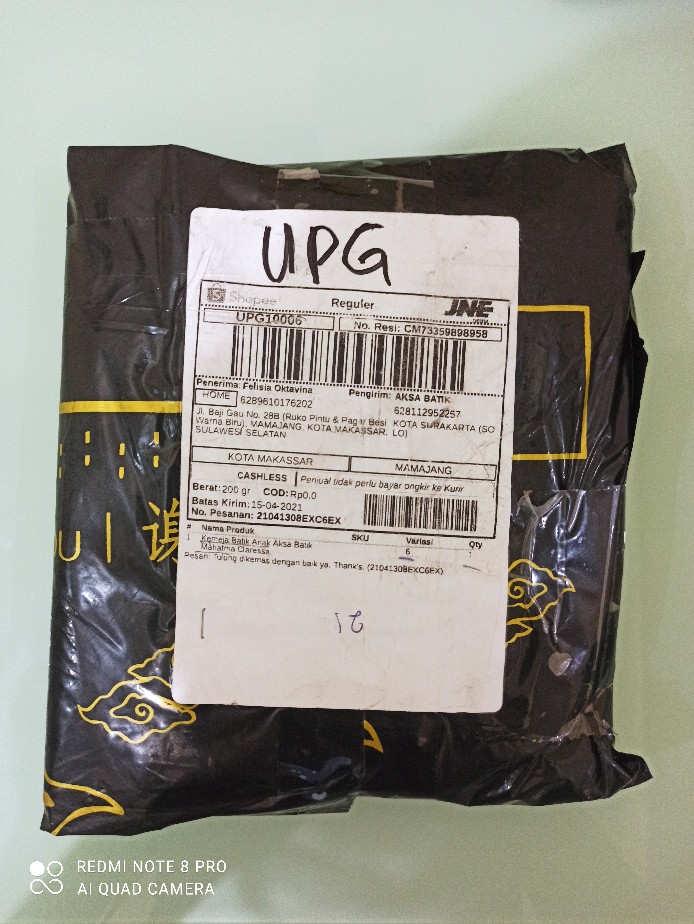 UPG
Shopee
Reguler
JNE
UPG10006
No. Resi: CM73359898958
Penerima: Felisia Oktavina
Pengirim: AKSA BATIK
HOME
6289610176202
628112952257
Jl. Baji Gau No. 28B (Ruko Pintu & Pagar Besi
Warna Biru), MAMAJANG, KOTA MAKASSAR,
SULAWESI SELATAN
KOTA SURAKARTA (SO
LO)
KOTA MAKASSAR
MAMAJANG
CASHLESS
Penjual tidak perlu bayar ongkir ke Kurir
Berat: 200 gr COD: Rp0.0
Batas Kirim: 15-04-2021
No. Pesanan: 21041308EXC6EX
# Nama Produk SKU Variasi Qty
1 Kemeja Batik Anak Aksa Batik 6 1
Mahatma Claressa
Pesan: Tolong dikemas dengan baik ya. Thank's. (21041308EXC6EX)
REDMI NOTE 8 PRO
AI QUAD CAMERA